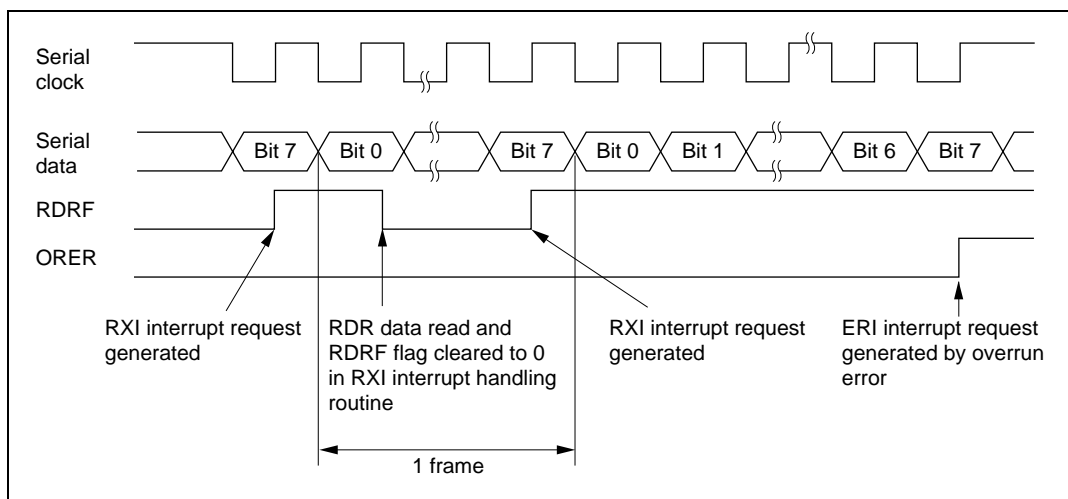 Serial
clock
Serial
data
Bit 7
Bit 0
Bit 7
Bit 0
Bit 1
Bit 6
Bit 7
RDRF
ORER
RXI interrupt request
generated
RDR data read and
RDRF flag cleared to 0
in RXI interrupt handling
routine
RXI interrupt request
generated
ERI interrupt request
generated by overrun
error
1 frame